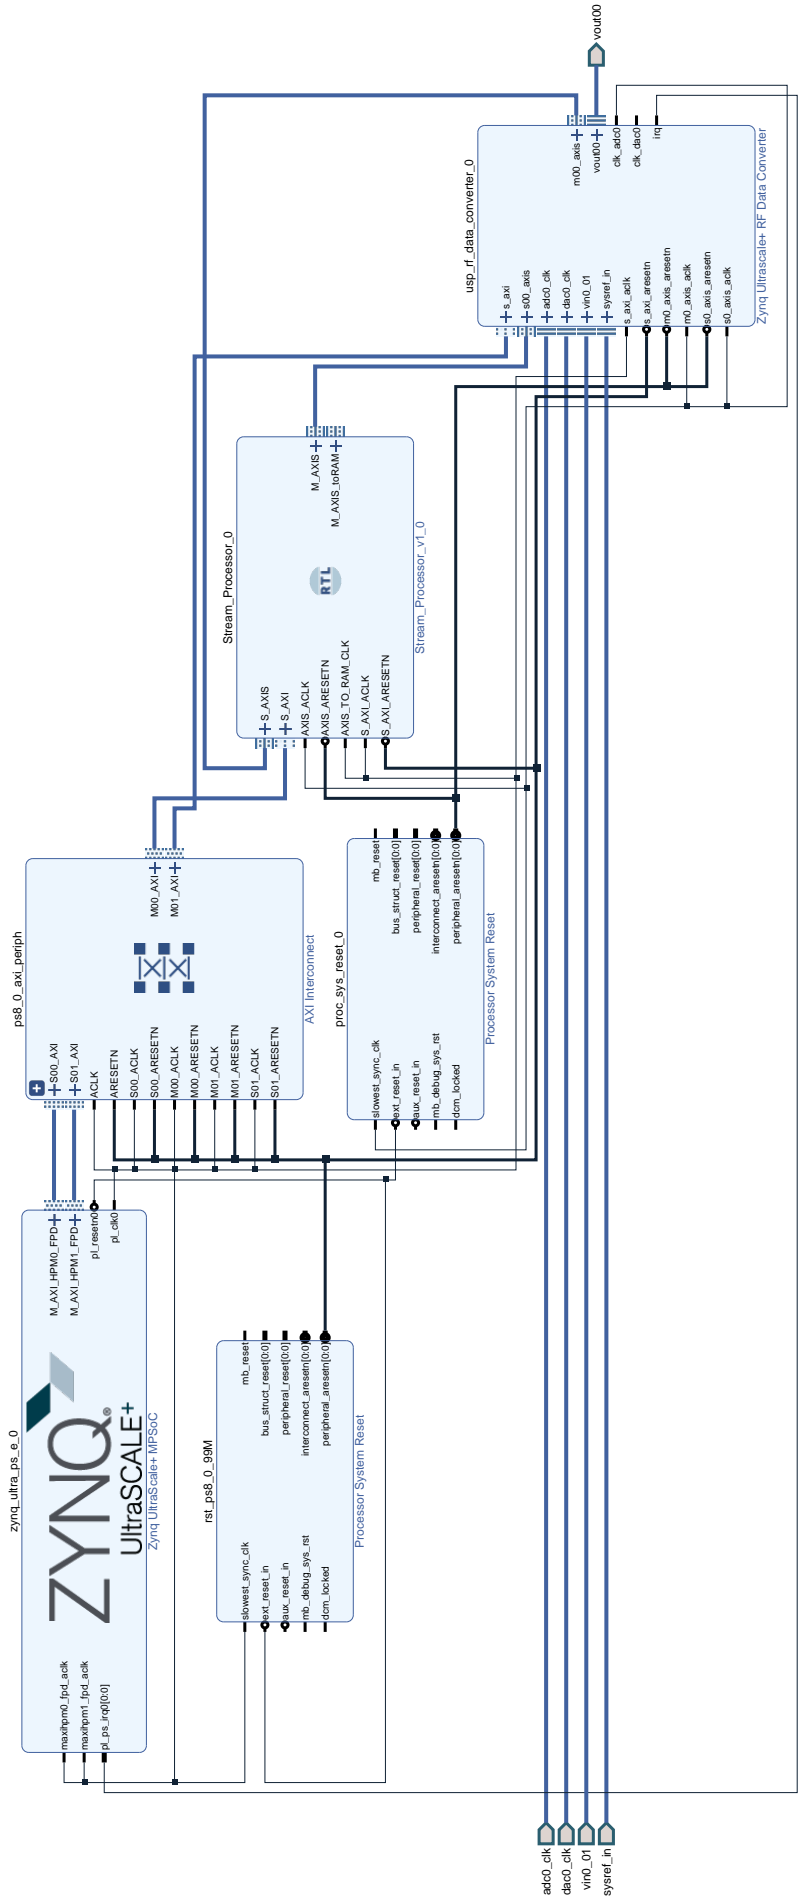 zynq_ultra_ps_e_0
maxihpm0_fpd_aclk
maxihpm1_fpd_aclk
pl_ps_irq0[0:0]
ZYNQ®
UltraSCALE+
M_AXI_HPM0_FPD
M_AXI_HPM1_FPD
pl_resetn0
pl_clk0
Zynq UltraScale+ MPSoC
rst_ps8_0_99M
slowest_sync_clk
ext_reset_in
aux_reset_in
mb_debug_sys_rst
dcm_locked
mb_reset
bus_struct_reset[0:0]
peripheral_reset[0:0]
interconnect_aresetn[0:0]
peripheral_aresetn[0:0]
Processor System Reset
ps8_0_axi_periph
S00_AXI
S01_AXI
ACLK
ARESETN
S00_ACLK
S00_ARESETN
M00_ACLK
M00_ARESETN
M01_ACLK
M01_ARESETN
S01_ACLK
S01_ARESETN
M00_AXI
M01_AXI
AXI Interconnect
proc_sys_reset_0
slowest_sync_clk
ext_reset_in
aux_reset_in
mb_debug_sys_rst
dcm_locked
mb_reset
bus_struct_reset[0:0]
peripheral_reset[0:0]
interconnect_aresetn[0:0]
peripheral_aresetn[0:0]
Processor System Reset
Stream_Processor_0
S_AXIS
S_AXI
AXIS_ACLK
AXIS_ARESETN
AXIS_TO_RAM_CLK
S_AXI_ACLK
S_AXI_ARESETN
RTL
M_AXIS
M_AXIS_toRAM
Stream_Processor_v1_0
usp_rf_data_converter_0
s_axi
s00_axis
adc0_clk
dac0_clk
vin0_01
sysref_in
s_axi_aclk
s_axi_aresetn
m0_axis_aresetn
m0_axis_aclk
s0_axis_aresetn
s0_axis_aclk
m00_axis
vout00
clk_adc0
clk_dac0
irq
Zynq Ultrascale+ RF Data Converter
vout00
adc0_clk
dac0_clk
vin0_01
sysref_in